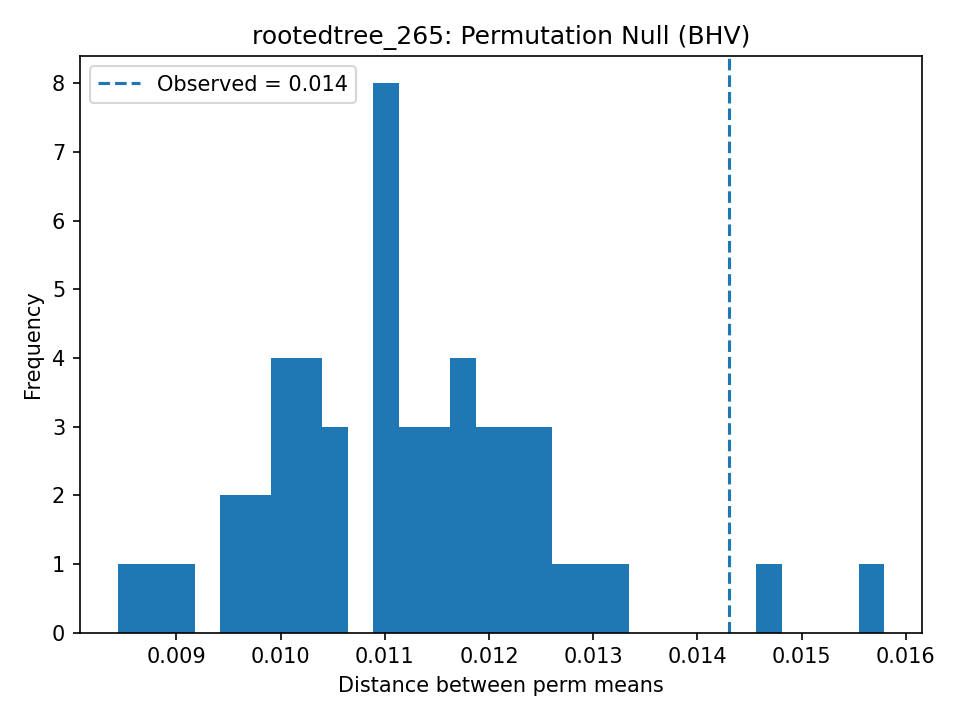 rootedtree_265: Permutation Null (BHV)
Observed = 0.014
8
7
6
5
4
3
2
1
0
Frequency
0.009 0.010 0.011 0.012 0.013 0.014 0.015 0.016
Distance between perm means